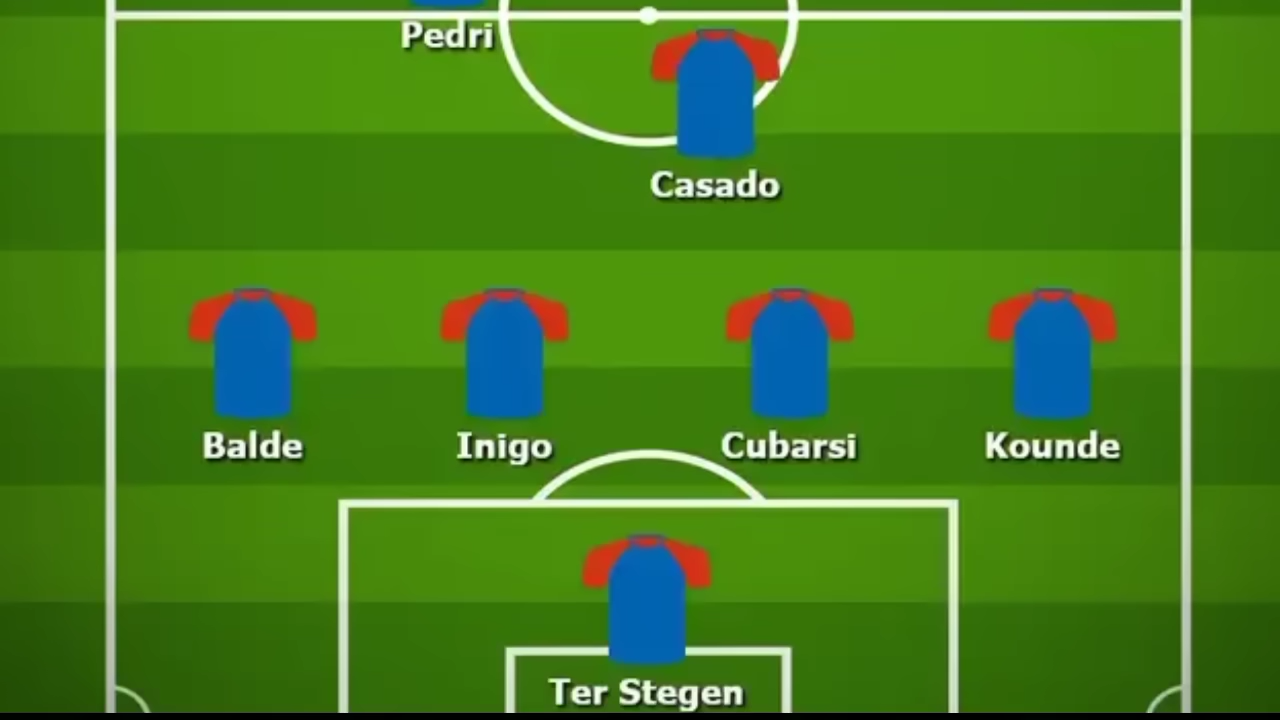 Pedri
Casado
Balde
Inigo
Cubarsi
Kounde
Ter Stegen